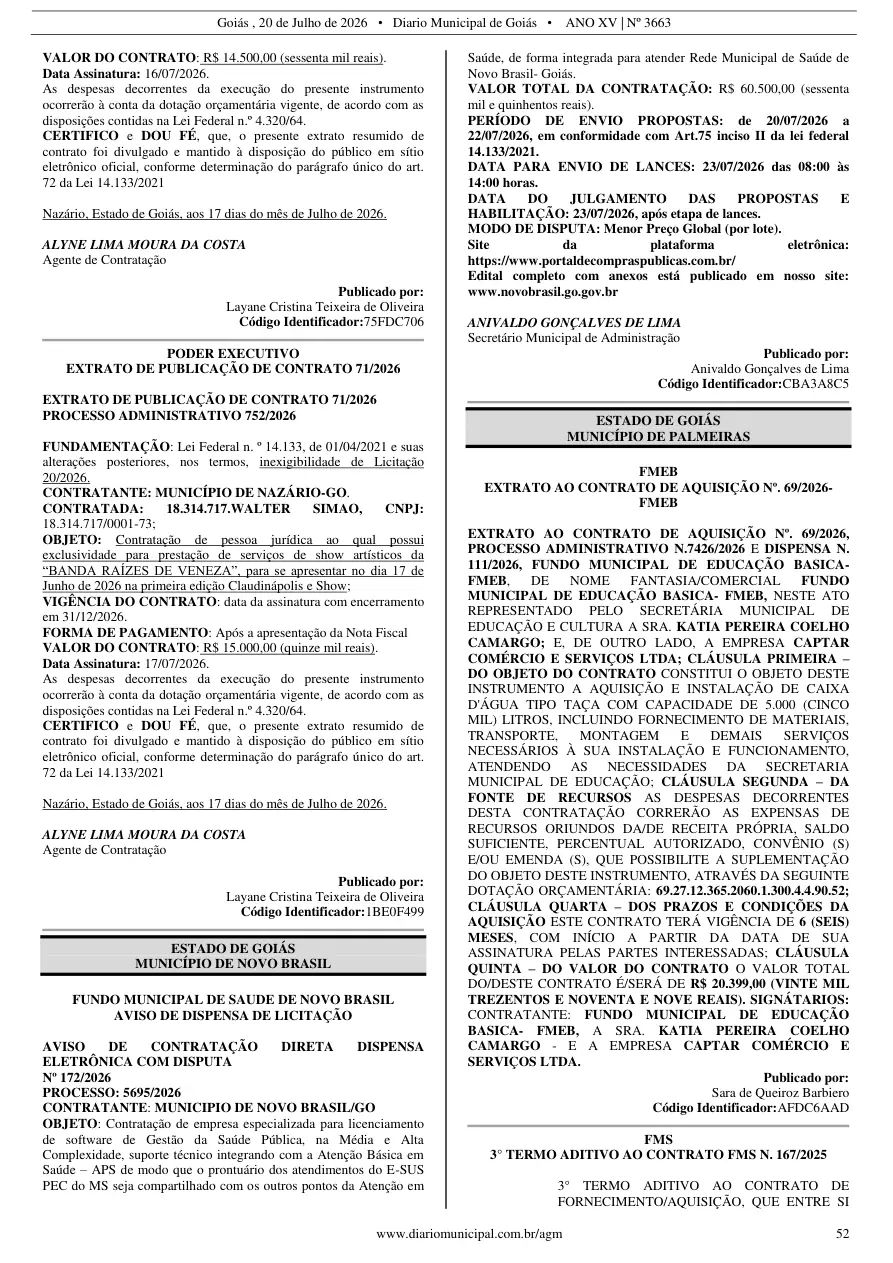 Goiás , 20 de Julho de 2026 • Diario Municipal de Goiás • ANO XV | Nº 3663
VALOR DO CONTRATO: R$ 14.500,00 (sessenta mil reais).
Data Assinatura: 16/07/2026.
As despesas decorrentes da execução do presente instrumento
ocorrerão à conta da dotação orçamentária vigente, de acordo com as
disposições contidas na Lei Federal n.º 4.320/64.
CERTIFICO e DOU FÉ, que, o presente extrato resumido de
contrato foi divulgado e mantido à disposição do público em sítio
eletrônico oficial, conforme determinação do parágrafo único do art.
72 da Lei 14.133/2021
Nazário, Estado de Goiás, aos 17 dias do mês de Julho de 2026.
ALYNE LIMA MOURA DA COSTA
Agente de Contratação
Publicado por:
Layane Cristina Teixeira de Oliveira
Código Identificador:75FDC706
PODER EXECUTIVO
EXTRATO DE PUBLICAÇÃO DE CONTRATO 71/2026
EXTRATO DE PUBLICAÇÃO DE CONTRATO 71/2026
PROCESSO ADMINISTRATIVO 752/2026
FUNDAMENTAÇÃO: Lei Federal n. º 14.133, de 01/04/2021 e suas
alterações posteriores, nos termos, inexigibilidade de Licitação
20/2026.
CONTRATANTE: MUNICÍPIO DE NAZÁRIO-GO.
CONTRATADA: 18.314.717.WALTER SIMAO, CNPJ:
18.314.717/0001-73;
OBJETO: Contratação de pessoa jurídica ao qual possui
exclusividade para prestação de serviços de show artísticos da
“BANDA RAÍZES DE VENEZA”, para se apresentar no dia 17 de
Junho de 2026 na primeira edição Claudinápolis e Show;
VIGÊNCIA DO CONTRATO: data da assinatura com encerramento
em 31/12/2026.
FORMA DE PAGAMENTO: Após a apresentação da Nota Fiscal
VALOR DO CONTRATO: R$ 15.000,00 (quinze mil reais).
Data Assinatura: 17/07/2026.
As despesas decorrentes da execução do presente instrumento
ocorrerão à conta da dotação orçamentária vigente, de acordo com as
disposições contidas na Lei Federal n.º 4.320/64.
CERTIFICO e DOU FÉ, que, o presente extrato resumido de
contrato foi divulgado e mantido à disposição do público em sítio
eletrônico oficial, conforme determinação do parágrafo único do art.
72 da Lei 14.133/2021
Nazário, Estado de Goiás, aos 17 dias do mês de Julho de 2026.
ALYNE LIMA MOURA DA COSTA
Agente de Contratação
Publicado por:
Layane Cristina Teixeira de Oliveira
Código Identificador:1BE0F499
ESTADO DE GOIÁS
MUNICÍPIO DE NOVO BRASIL
FUNDO MUNICIPAL DE SAUDE DE NOVO BRASIL
AVISO DE DISPENSA DE LICITAÇÃO
AVISO DE CONTRATAÇÃO DIRETA DISPENSA
ELETRÔNICA COM DISPUTA
Nº 172/2026
PROCESSO: 5695/2026
CONTRATANTE: MUNICIPIO DE NOVO BRASIL/GO
OBJETO: Contratação de empresa especializada para licenciamento
de software de Gestão da Saúde Pública, na Média e Alta
Complexidade, suporte técnico integrando com a Atenção Básica em
Saúde – APS de modo que o prontuário dos atendimentos do E-SUS
PEC do MS seja compartilhado com os outros pontos da Atenção em
Saúde, de forma integrada para atender Rede Municipal de Saúde de
Novo Brasil- Goiás.
VALOR TOTAL DA CONTRATAÇÃO: R$ 60.500,00 (sessenta
mil e quinhentos reais).
PERÍODO DE ENVIO PROPOSTAS: de 20/07/2026 a
22/07/2026, em conformidade com Art.75 inciso II da lei federal
14.133/2021.
DATA PARA ENVIO DE LANCES: 23/07/2026 das 08:00 às
14:00 horas.
DATA DO JULGAMENTO DAS PROPOSTAS E
HABILITAÇÃO: 23/07/2026, após etapa de lances.
MODO DE DISPUTA: Menor Preço Global (por lote).
Site da plataforma eletrônica:
https://www.portaldecompraspublicas.com.br/
Edital completo com anexos está publicado em nosso site:
www.novobrasil.go.gov.br
ANIVALDO GONÇALVES DE LIMA
Secretário Municipal de Administração
Publicado por:
Anivaldo Gonçalves de Lima
Código Identificador:CBA3A8C5
ESTADO DE GOIÁS
MUNICÍPIO DE PALMEIRAS
FMEB
EXTRATO AO CONTRATO DE AQUISIÇÃO Nº. 69/2026-
FMEB
EXTRATO AO CONTRATO DE AQUISIÇÃO Nº. 69/2026,
PROCESSO ADMINISTRATIVO N.7426/2026 E DISPENSA N.
111/2026, FUNDO MUNICIPAL DE EDUCAÇÃO BASICA-
FMEB, DE NOME FANTASIA/COMERCIAL FUNDO
MUNICIPAL DE EDUCAÇÃO BASICA- FMEB, NESTE ATO
REPRESENTADO PELO SECRETÁRIA MUNICIPAL DE
EDUCAÇÃO E CULTURA A SRA. KATIA PEREIRA COELHO
CAMARGO; E, DE OUTRO LADO, A EMPRESA CAPTAR
COMÉRCIO E SERVIÇOS LTDA; CLÁUSULA PRIMEIRA –
DO OBJETO DO CONTRATO CONSTITUI O OBJETO DESTE
INSTRUMENTO A AQUISIÇÃO E INSTALAÇÃO DE CAIXA
D'ÁGUA TIPO TAÇA COM CAPACIDADE DE 5.000 (CINCO
MIL) LITROS, INCLUINDO FORNECIMENTO DE MATERIAIS,
TRANSPORTE, MONTAGEM E DEMAIS SERVIÇOS
NECESSÁRIOS À SUA INSTALAÇÃO E FUNCIONAMENTO,
ATENDENDO AS NECESSIDADES DA SECRETARIA
MUNICIPAL DE EDUCAÇÃO; CLÁUSULA SEGUNDA – DA
FONTE DE RECURSOS AS DESPESAS DECORRENTES
DESTA CONTRATAÇÃO CORRERÃO AS EXPENSAS DE
RECURSOS ORIUNDOS DA/DE RECEITA PRÓPRIA, SALDO
SUFICIENTE, PERCENTUAL AUTORIZADO, CONVÊNIO (S)
E/OU EMENDA (S), QUE POSSIBILITE A SUPLEMENTAÇÃO
DO OBJETO DESTE INSTRUMENTO, ATRAVÉS DA SEGUINTE
DOTAÇÃO ORÇAMENTÁRIA: 69.27.12.365.2060.1.300.4.4.90.52;
CLÁUSULA QUARTA – DOS PRAZOS E CONDIÇÕES DA
AQUISIÇÃO ESTE CONTRATO TERÁ VIGÊNCIA DE 6 (SEIS)
MESES, COM INÍCIO A PARTIR DA DATA DE SUA
ASSINATURA PELAS PARTES INTERESSADAS; CLÁUSULA
QUINTA – DO VALOR DO CONTRATO O VALOR TOTAL
DO/DESTE CONTRATO É/SERÁ DE R$ 20.399,00 (VINTE MIL
TREZENTOS E NOVENTA E NOVE REAIS). SIGNÁTARIOS:
CONTRATANTE: FUNDO MUNICIPAL DE EDUCAÇÃO
BASICA- FMEB, A SRA. KATIA PEREIRA COELHO
CAMARGO - E A EMPRESA CAPTAR COMÉRCIO E
SERVIÇOS LTDA.
Publicado por:
Sara de Queiroz Barbiero
Código Identificador:AFDC6AAD
FMS
3° TERMO ADITIVO AO CONTRATO FMS N. 167/2025
3° TERMO ADITIVO AO CONTRATO DE
FORNECIMENTO/AQUISIÇÃO, QUE ENTRE SI
www.diariomunicipal.com.br/agm 52